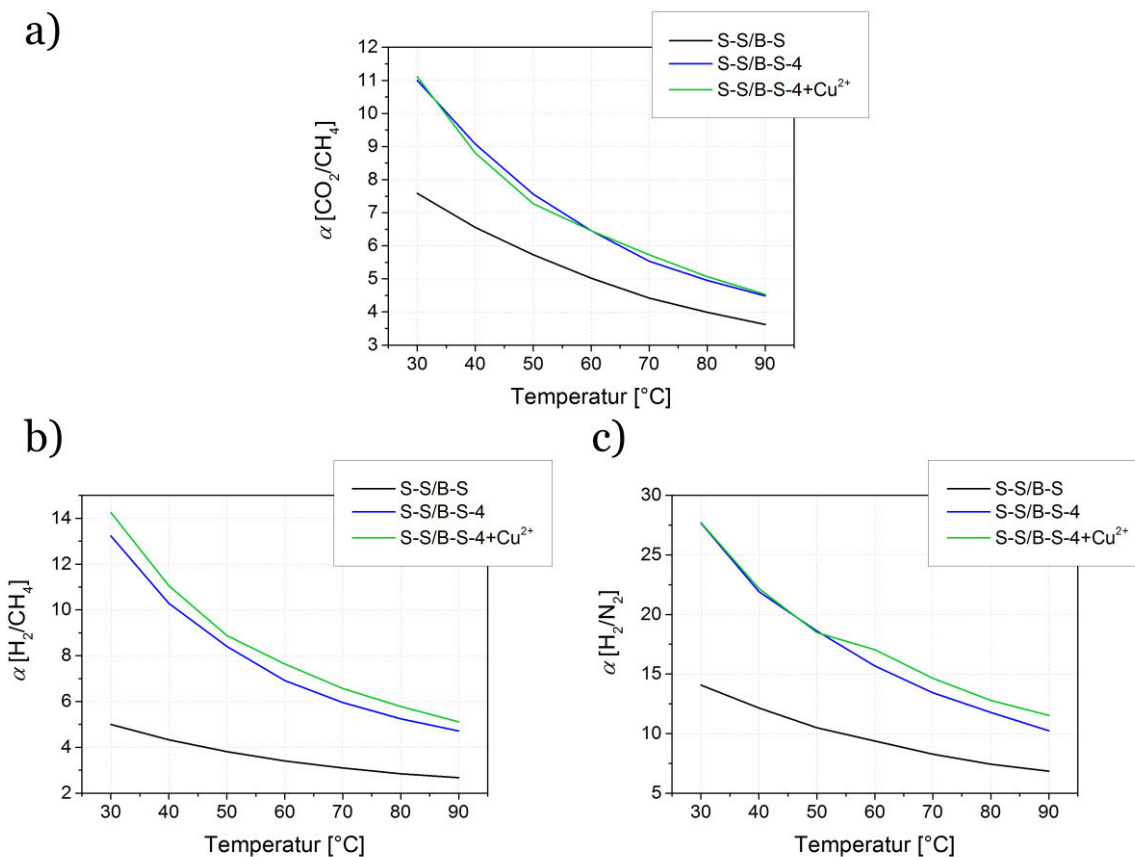 a)
S-S/B-S
S-S/B-S-4
S-S/B-S-4+Cu²⁺
12
11
10
9
8
7
6
5
4
3
α [CO₂/CH₄]
30 40 50 60 70 80 90
Temperatur [°C]
b)
S-S/B-S
S-S/B-S-4
S-S/B-S-4+Cu²⁺
14
12
10
8
6
4
2
α [H₂/CH₄]
30 40 50 60 70 80 90
Temperatur [°C]
c)
S-S/B-S
S-S/B-S-4
S-S/B-S-4+Cu²⁺
30
25
20
15
10
5
α [H₂/N₂]
30 40 50 60 70 80 90
Temperatur [°C]